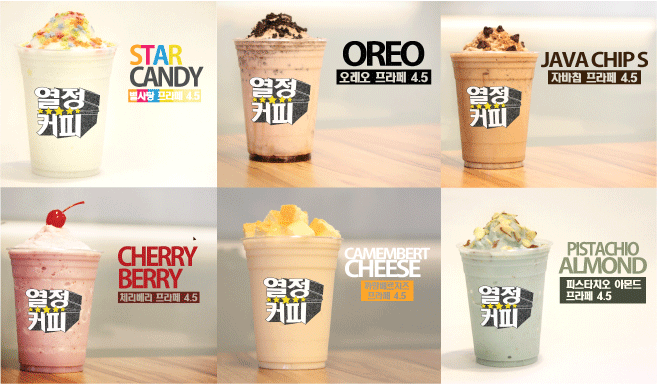 STAR
CANDY
별사탕 프라페 4.5
열정
커피
OREO
오레오 프라페 4.5
열정
커피
JAVA CHIP S
자바칩 프라페 4.5
열정
커피
CHERRY
BERRY
체리베리 프라페 4.5
열정
커피
CAMEMBERT
CHEESE
까망베르치즈
프라페 4.5
열정
커피
PISTACHIO
ALMOND
피스타치오 아몬드
프라페 4.5
열정
커피